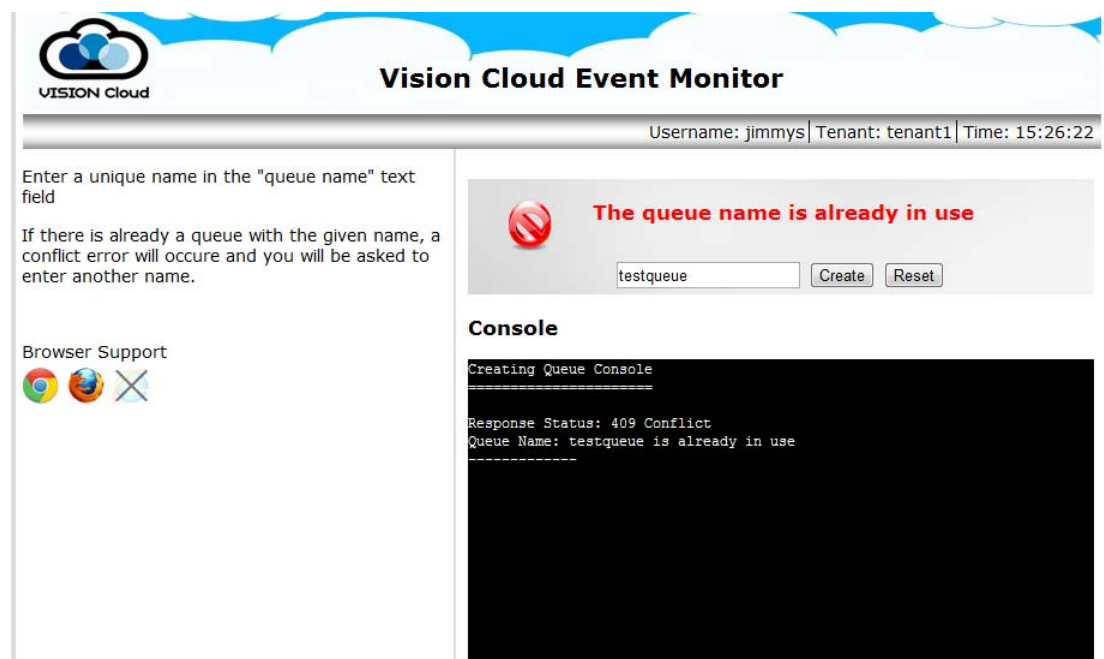 VISION Cloud
Vision Cloud Event Monitor
Username: jimmys Tenant: tenant1 Time: 15:26:22
Enter a unique name in the "queue name" text
field
If there is already a queue with the given name, a
conflict error will occure and you will be asked to
enter another name.
Browser Support
The queue name is already in use
testqueue Create Reset
Console
Creating Queue Console
======================
Response Status: 409 Conflict
Queue Name: testqueue is already in use
-------------